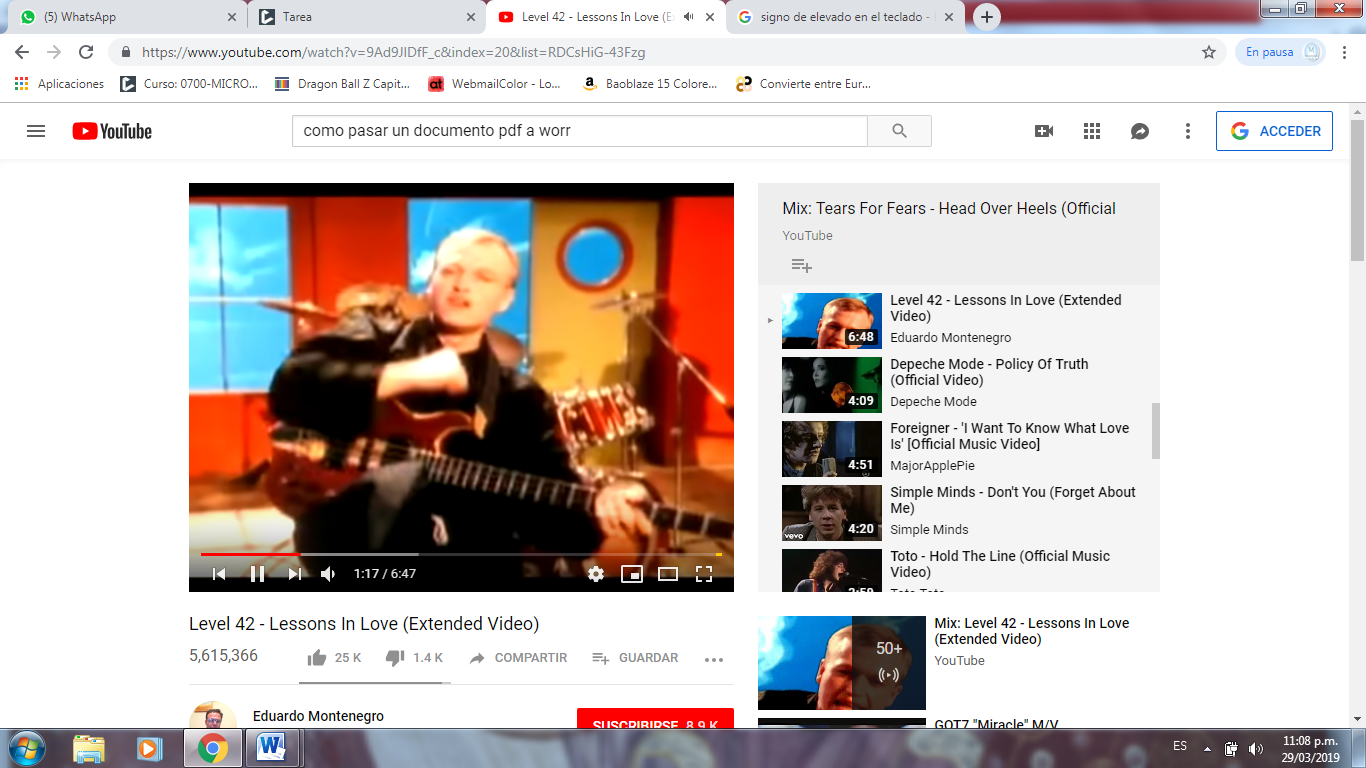 (5) WhatsApp
Tarea
Level 42 - Lessons In Love (E
signo de elevado en el teclado -
https://www.youtube.com/watch?v=9Ad9JlDfF_c&index=20&list=RDCsHiG-43Fzg
En pausa
Aplicaciones
Curso: 0700-MICRO...
Dragon Ball Z Capit...
WebmailColor - Lo...
Baoblaze 15 Colore...
Convierte entre Eur...
YouTube
como pasar un documento pdf a worr
ACCEDER
Mix: Tears For Fears - Head Over Heels (Official
YouTube
Level 42 - Lessons In Love (Extended
Video)
Eduardo Montenegro
6:48
Depeche Mode - Policy Of Truth
(Official Video)
Depeche Mode
4:09
Foreigner - 'I Want To Know What Love
Is' [Official Music Video]
MajorApplePie
4:51
Simple Minds - Don't You (Forget About
Me)
Simple Minds
4:20
vevo
Toto - Hold The Line (Official Music
Video)
1:17 / 6:47
Level 42 - Lessons In Love (Extended Video)
5,615,366
25 K
1.4 K
COMPARTIR
GUARDAR
Eduardo Montenegro
SUSCRIBIRSE 8.9 K
50+
Mix: Level 42 - Lessons In Love
(Extended Video)
YouTube
GOT7 "Miracle" M/V
ES
11:08 p.m.
29/03/2019